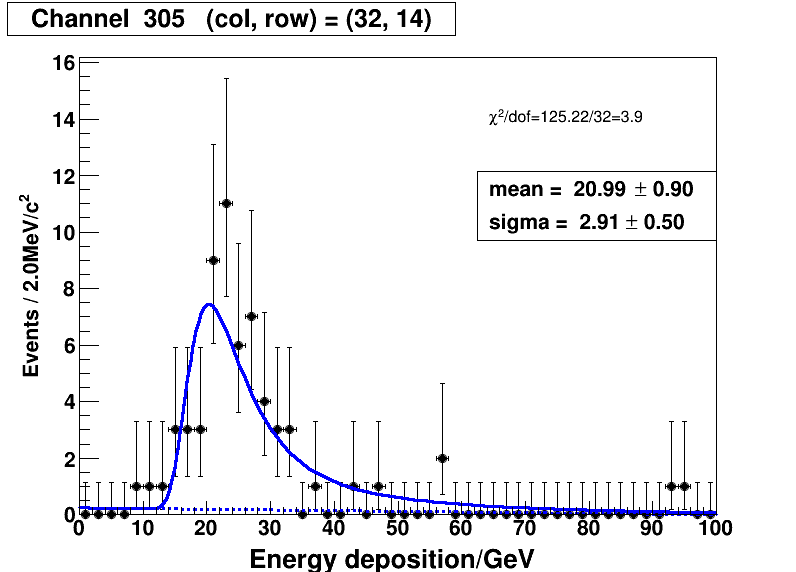 Channel 305 (col, row) = (32, 14)
χ²/dof=125.22/32=3.9
mean = 20.99 ± 0.90
sigma = 2.91 ± 0.50
Events / 2.0MeV/c²
16
14
12
10
8
6
4
2
0
0 10 20 30 40 50 60 70 80 90 100
Energy deposition/GeV